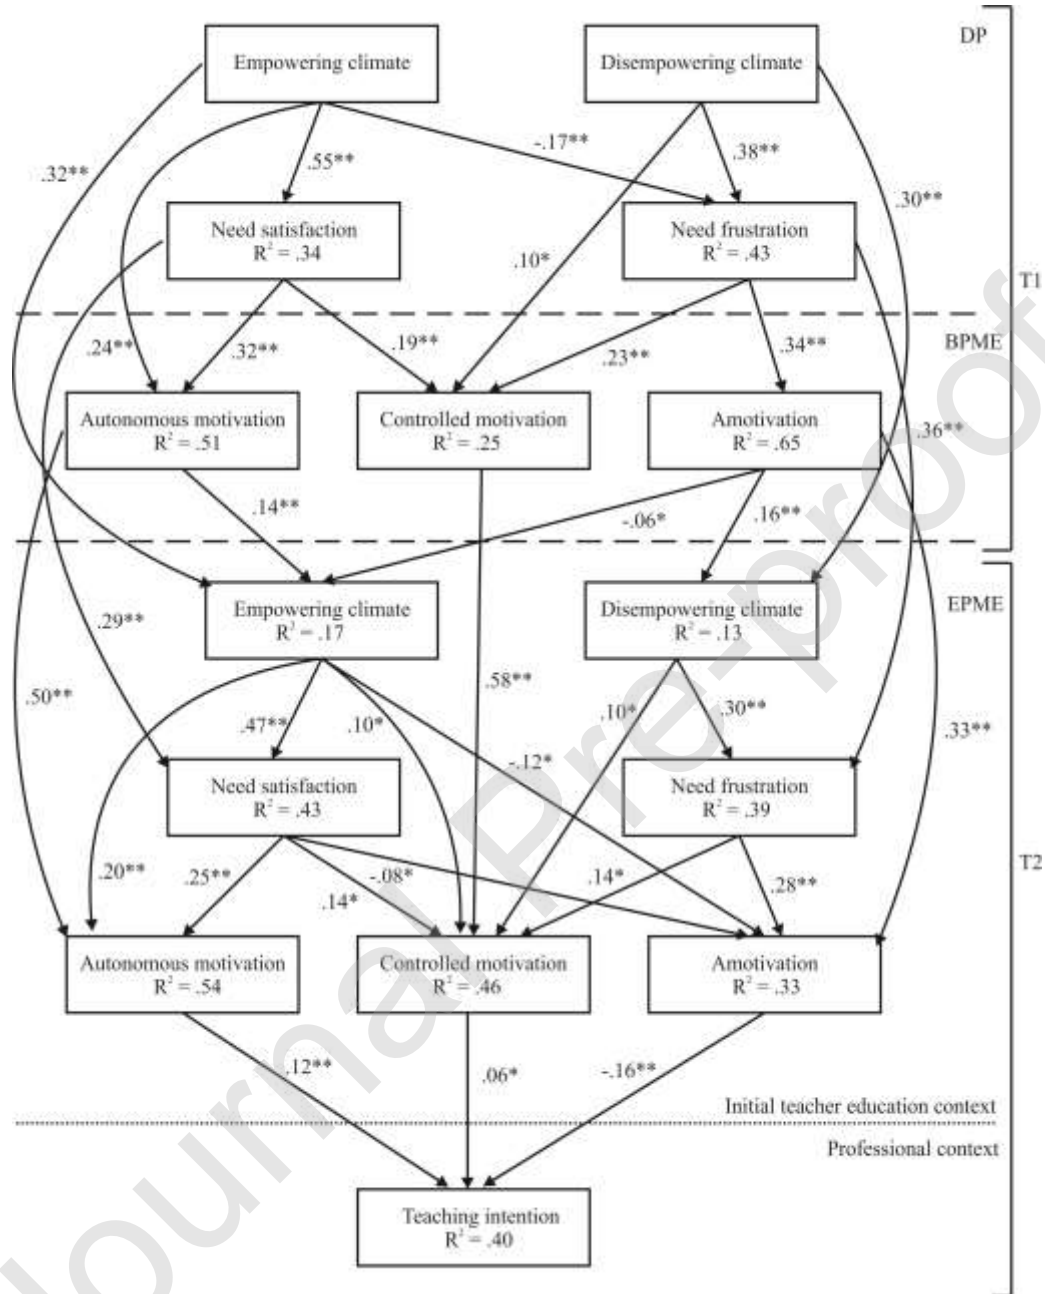 DP
Empowering climate
Disempowering climate
-.17**
.38**
.55**
.32**
.30**
Need satisfaction
R² = .34
Need frustration
R² = .43
.10*
T1
.24**
.32**
.19**
.23**
.34**
BPME
Autonomous motivation
R² = .51
Controlled motivation
R² = .25
Amotivation
R² = .65
.36**
.14**
-.06*
.16**
EPME
Empowering climate
R² = .17
Disempowering climate
R² = .13
.29**
.50**
.58**
.47**
.10*
.10*
.30**
.33**
-.12*
Need satisfaction
R² = .43
Need frustration
R² = .39
T2
.20**
.25**
-.08*
.14*
.14*
.28**
Autonomous motivation
R² = .54
Controlled motivation
R² = .46
Amotivation
R² = .33
.12**
.06*
-.16**
Initial teacher education context
Professional context
Teaching intention
R² = .40
Journal Pre-proof